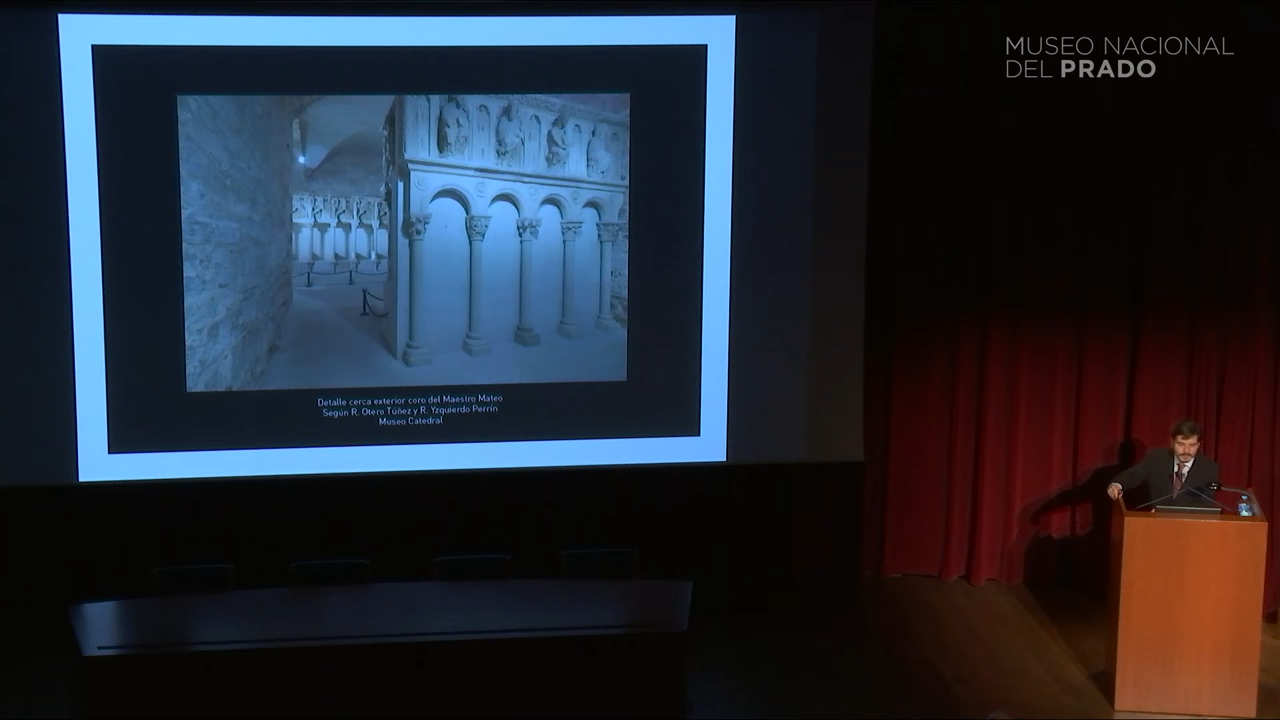 MUSEO NACIONAL
DEL PRADO
Detalle cerca exterior coro del Maestro Mateo
Según R. Otero Túñez y R. Yzquierdo Perrín
Museo Catedral